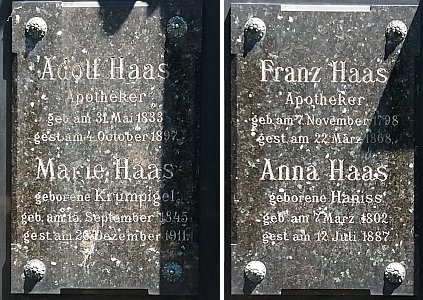 Adolf Haas
Apotheker
geb. am 31. Mai 1833
gest. am 4. October 1897
Marie Haas
geborene Krumpigel
geb. am 15. September 1845
gest. am Dezember 1911.
Franz Haas
Apotheker,
geb. am 7. November 1798
gest. am 22. März 1868.
Anna Haas
geborene Haniss
geb. am 7. März 1802
gest. am 12. Juli 1887